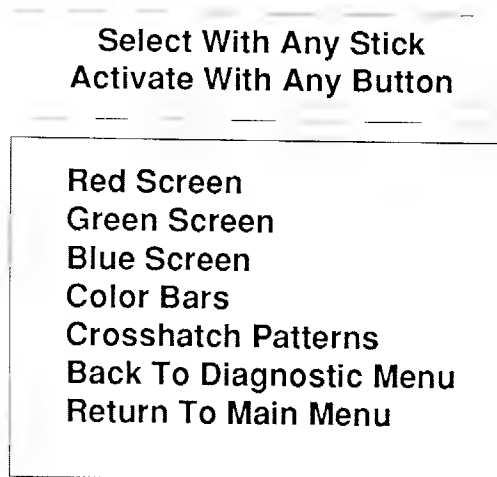 Select With Any Stick
Activate With Any Button
Red Screen
Green Screen
Blue Screen
Color Bars
Crosshatch Patterns
Back To Diagnostic Menu
Return To Main Menu